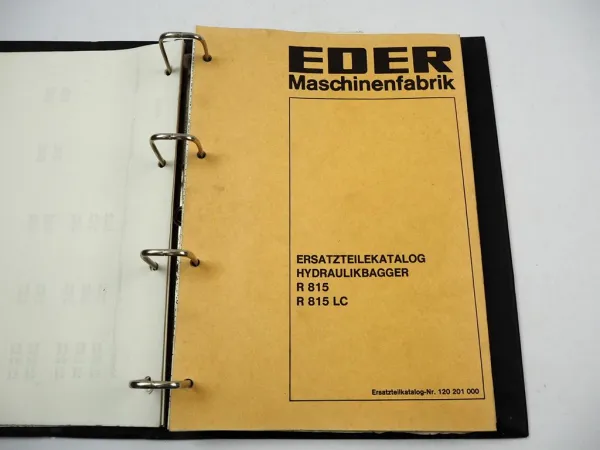 EDER
Maschinenfabrik
ERSATZTEILEKATALOG
HYDRAULIKBAGGER
R 815
R 815 LC
Ersatzteilkatalog-Nr. 120 201 000